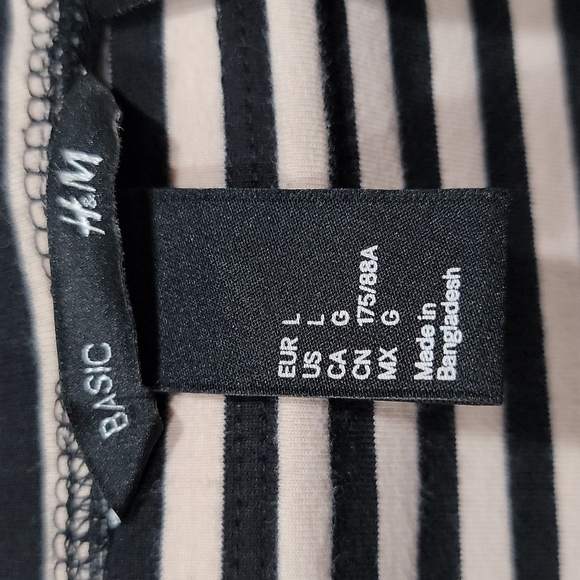 H&M
BASIC
EUR L
US L
CA G
CN 175/88A
MX G
Made in
Bangladesh